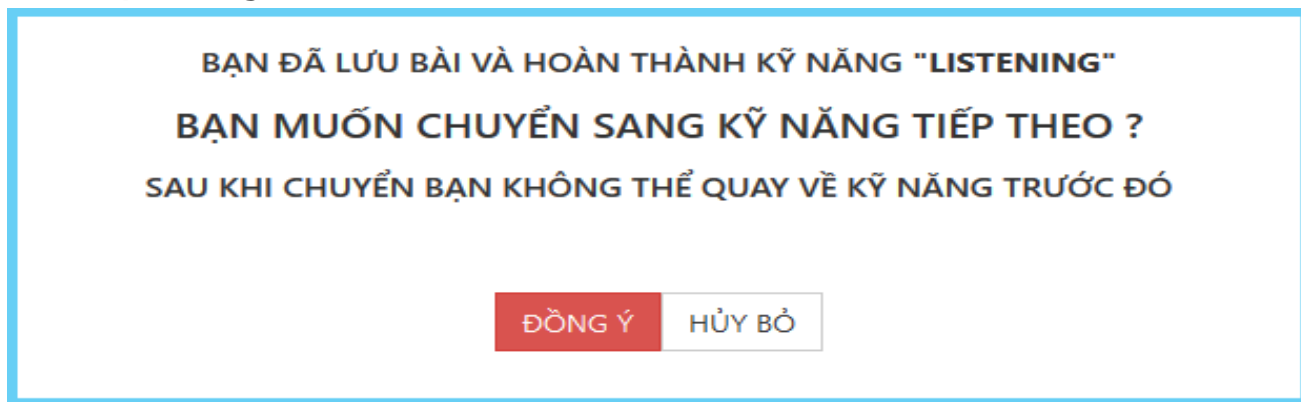 BẠN ĐÃ LƯU BÀI VÀ HOÀN THÀNH KỸ NĂNG "LISTENING"
BẠN MUỐN CHUYỂN SANG KỸ NĂNG TIẾP THEO ?
SAU KHI CHUYỂN BẠN KHÔNG THỂ QUAY VỀ KỸ NĂNG TRƯỚC ĐÓ
ĐỒNG Ý HỦY BỎ